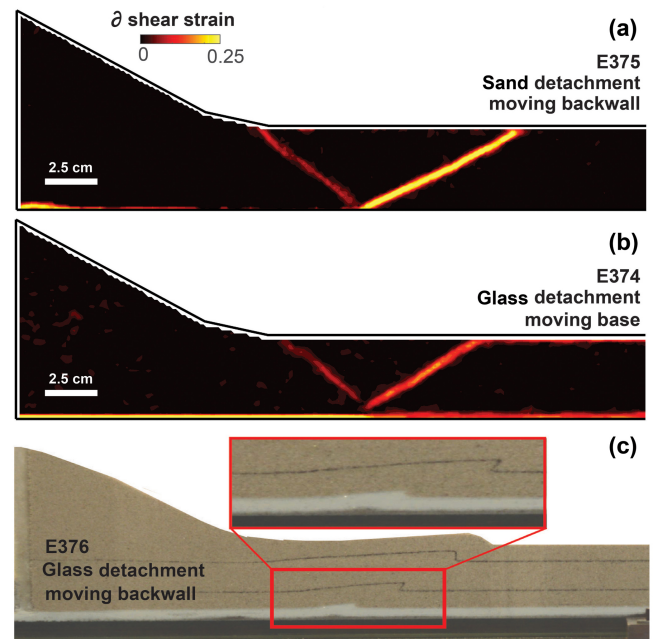 ∂ shear strain
0 0.25
(a)
E375
Sand detachment
moving backwall
2.5 cm
(b)
E374
Glass detachment
moving base
2.5 cm
(c)
E376
Glass detachment
moving backwall